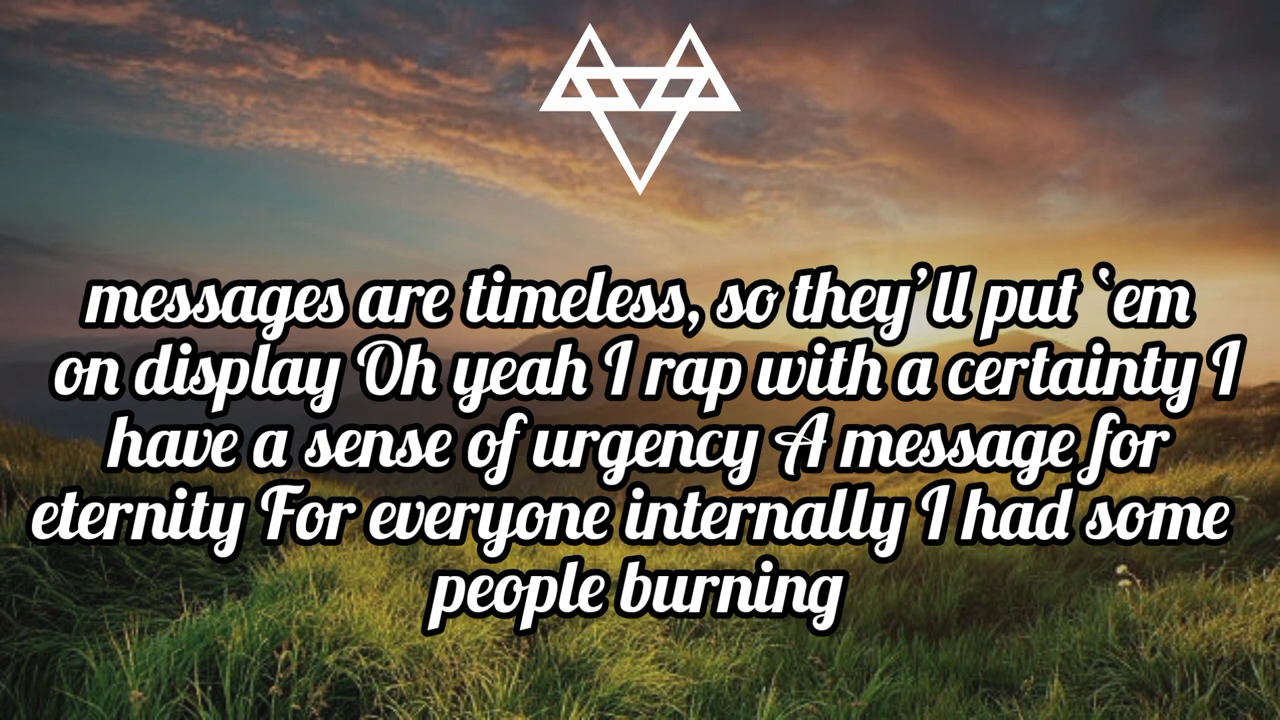 messages are timeless, so they’ll put ‘em
on display Oh yeah I rap with a certainty I
have a sense of urgency A message for
eternity For everyone internally I had some
people burning